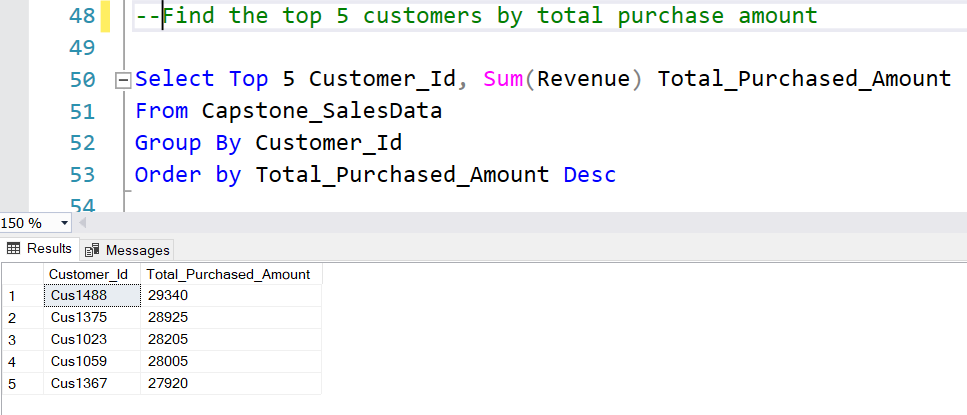 48 --Find the top 5 customers by total purchase amount
49
50 Select Top 5 Customer_Id, Sum(Revenue) Total_Purchased_Amount
51 From Capstone_SalesData
52 Group By Customer_Id
53 Order by Total_Purchased_Amount Desc
54
150 %
Results Messages
Customer_Id Total_Purchased_Amount
1 Cus1488 29340
2 Cus1375 28925
3 Cus1023 28205
4 Cus1059 28005
5 Cus1367 27920